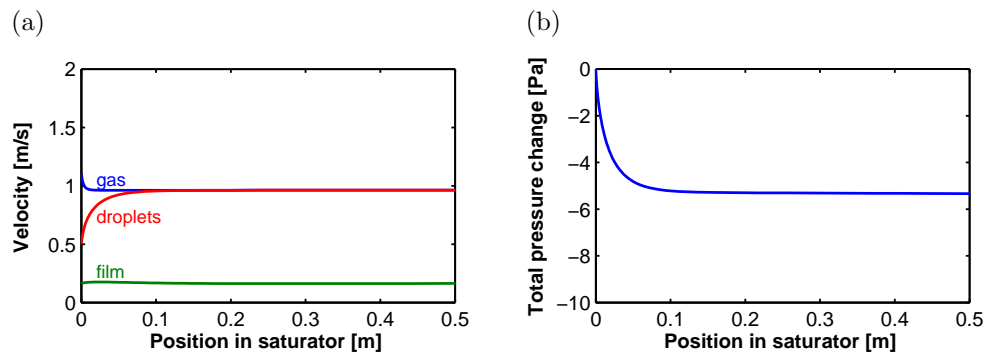 (a)
2
1.5
1
0.5
0
Velocity [m/s]
gas
droplets
film
0 0.1 0.2 0.3 0.4 0.5
Position in saturator [m]
(b)
0
−2
−4
−6
−8
−10
Total pressure change [Pa]
0 0.1 0.2 0.3 0.4 0.5
Position in saturator [m]